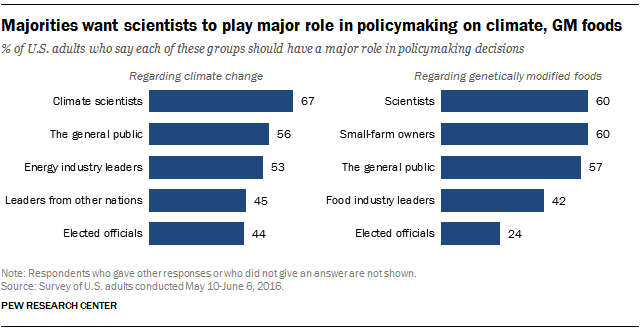 Majorities want scientists to play major role in policymaking on climate, GM foods
% of U.S. adults who say each of these groups should have a major role in policymaking decisions
Regarding climate change
Climate scientists 67
The general public 56
Energy industry leaders 53
Leaders from other nations 45
Elected officials 44
Regarding genetically modified foods
Scientists 60
Small-farm owners 60
The general public 57
Food industry leaders 42
Elected officials 24
Note: Respondents who gave other responses or who did not give an answer are not shown.
Source: Survey of U.S. adults conducted May 10-June 6, 2016.
PEW RESEARCH CENTER